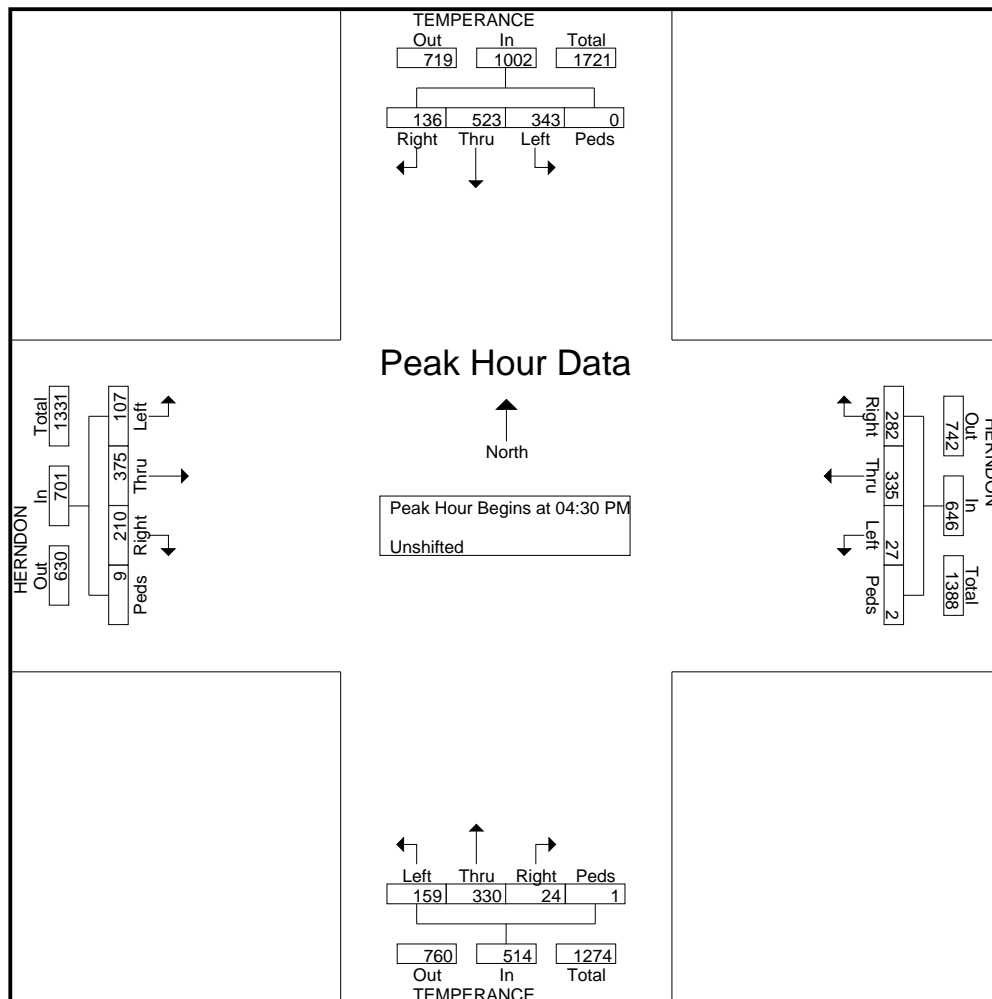 TEMPERANCE
Out In Total
719 1002 1721
136 523 343 0
Right Thru Left Peds
Peak Hour Data
North
Peak Hour Begins at 04:30 PM
Unshifted
HERNDON
Out In Total
630 701 1331
9 210 375 107
Peds Right Thru Left
HERNDON
Out In Total
742 646 1388
282 335 27 2
Right Thru Left Peds
Left Thru Right Peds
159 330 24 1
760 514 1274
Out In Total
TEMPERANCE